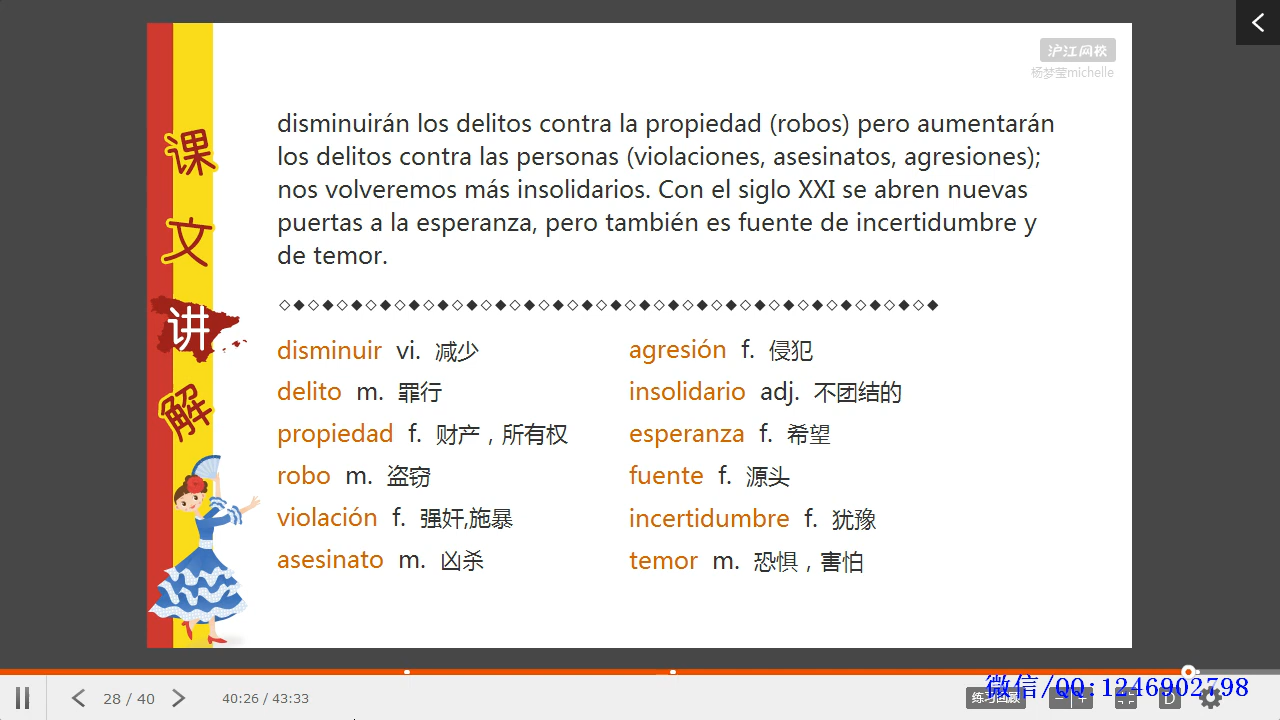 沪江网校
杨梦莹michelle
课文讲解
disminuirán los delitos contra la propiedad (robos) pero aumentarán
los delitos contra las personas (violaciones, asesinatos, agresiones);
nos volveremos más insolidarios. Con el siglo XXI se abren nuevas
puertas a la esperanza, pero también es fuente de incertidumbre y
de temor.
disminuir vi. 减少
delito m. 罪行
propiedad f. 财产，所有权
robo m. 盗窃
violación f. 强奸,施暴
asesinato m. 凶杀
agresión f. 侵犯
insolidario adj. 不团结的
esperanza f. 希望
fuente f. 源头
incertidumbre f. 犹豫
temor m. 恐惧，害怕
28 / 40
40:26 / 43:33
练习回顾
微信/QQ:1246902798